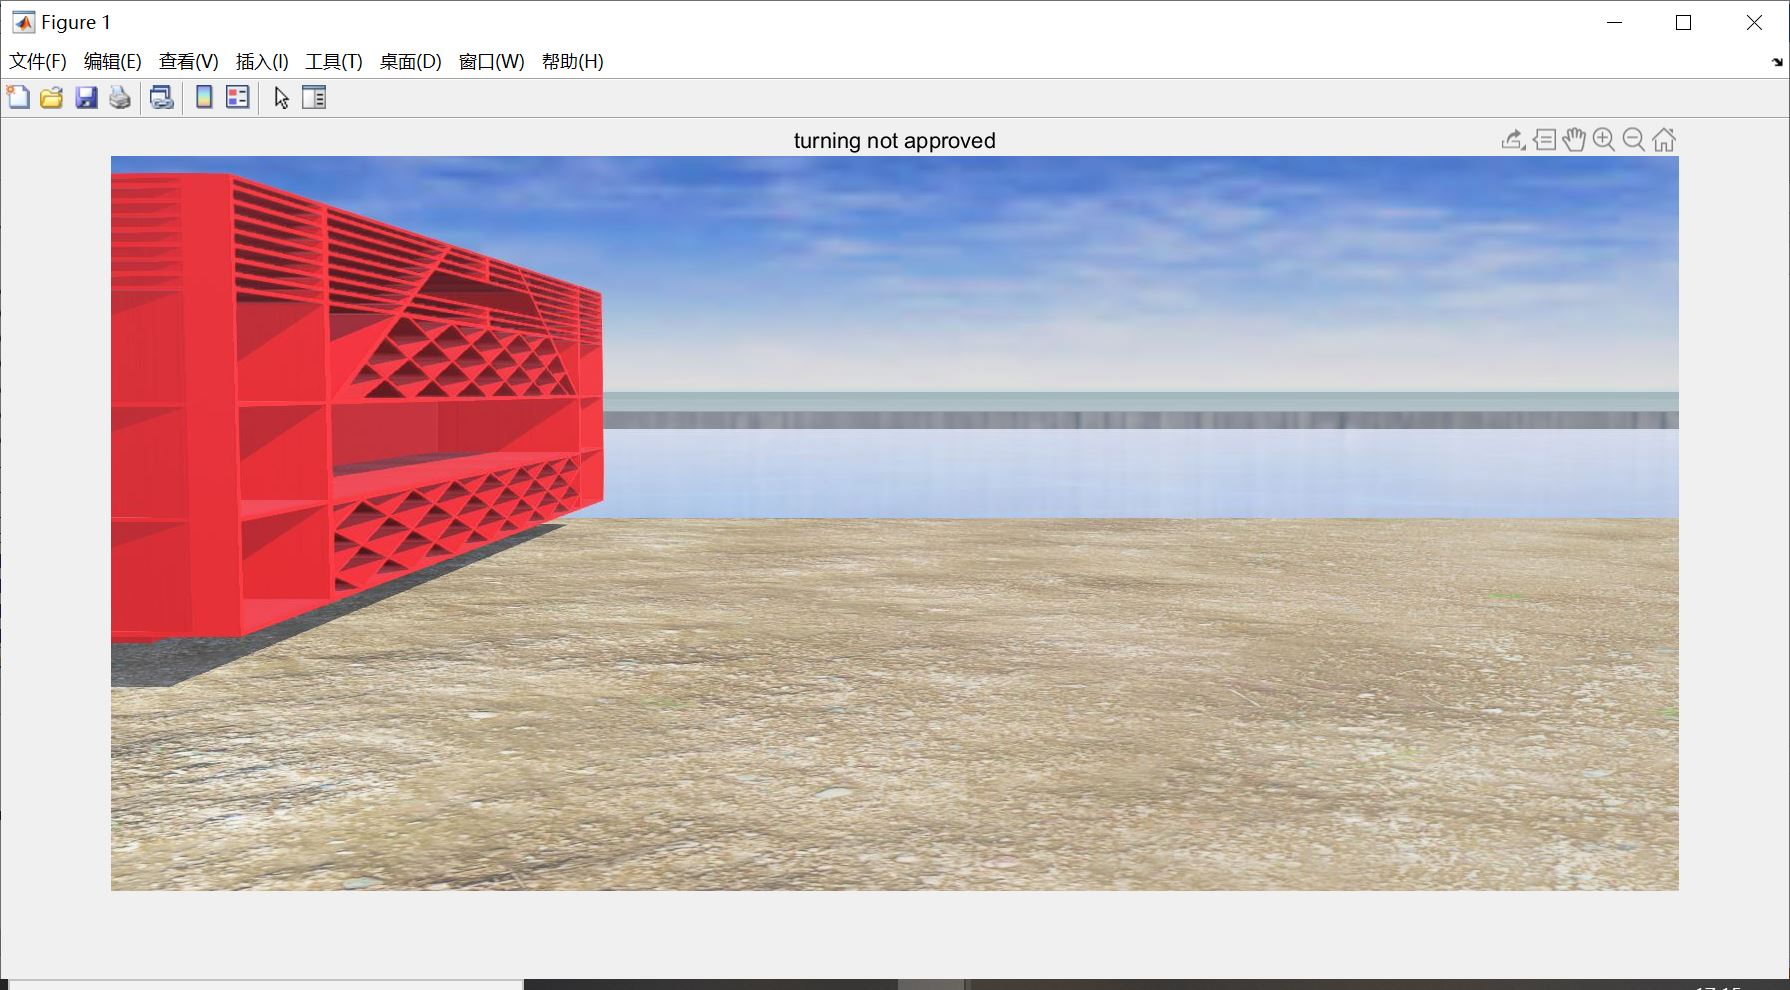 Figure 1
文件(F) 编辑(E) 查看(V) 插入(I) 工具(T) 桌面(D) 窗口(W) 帮助(H)
turning not approved